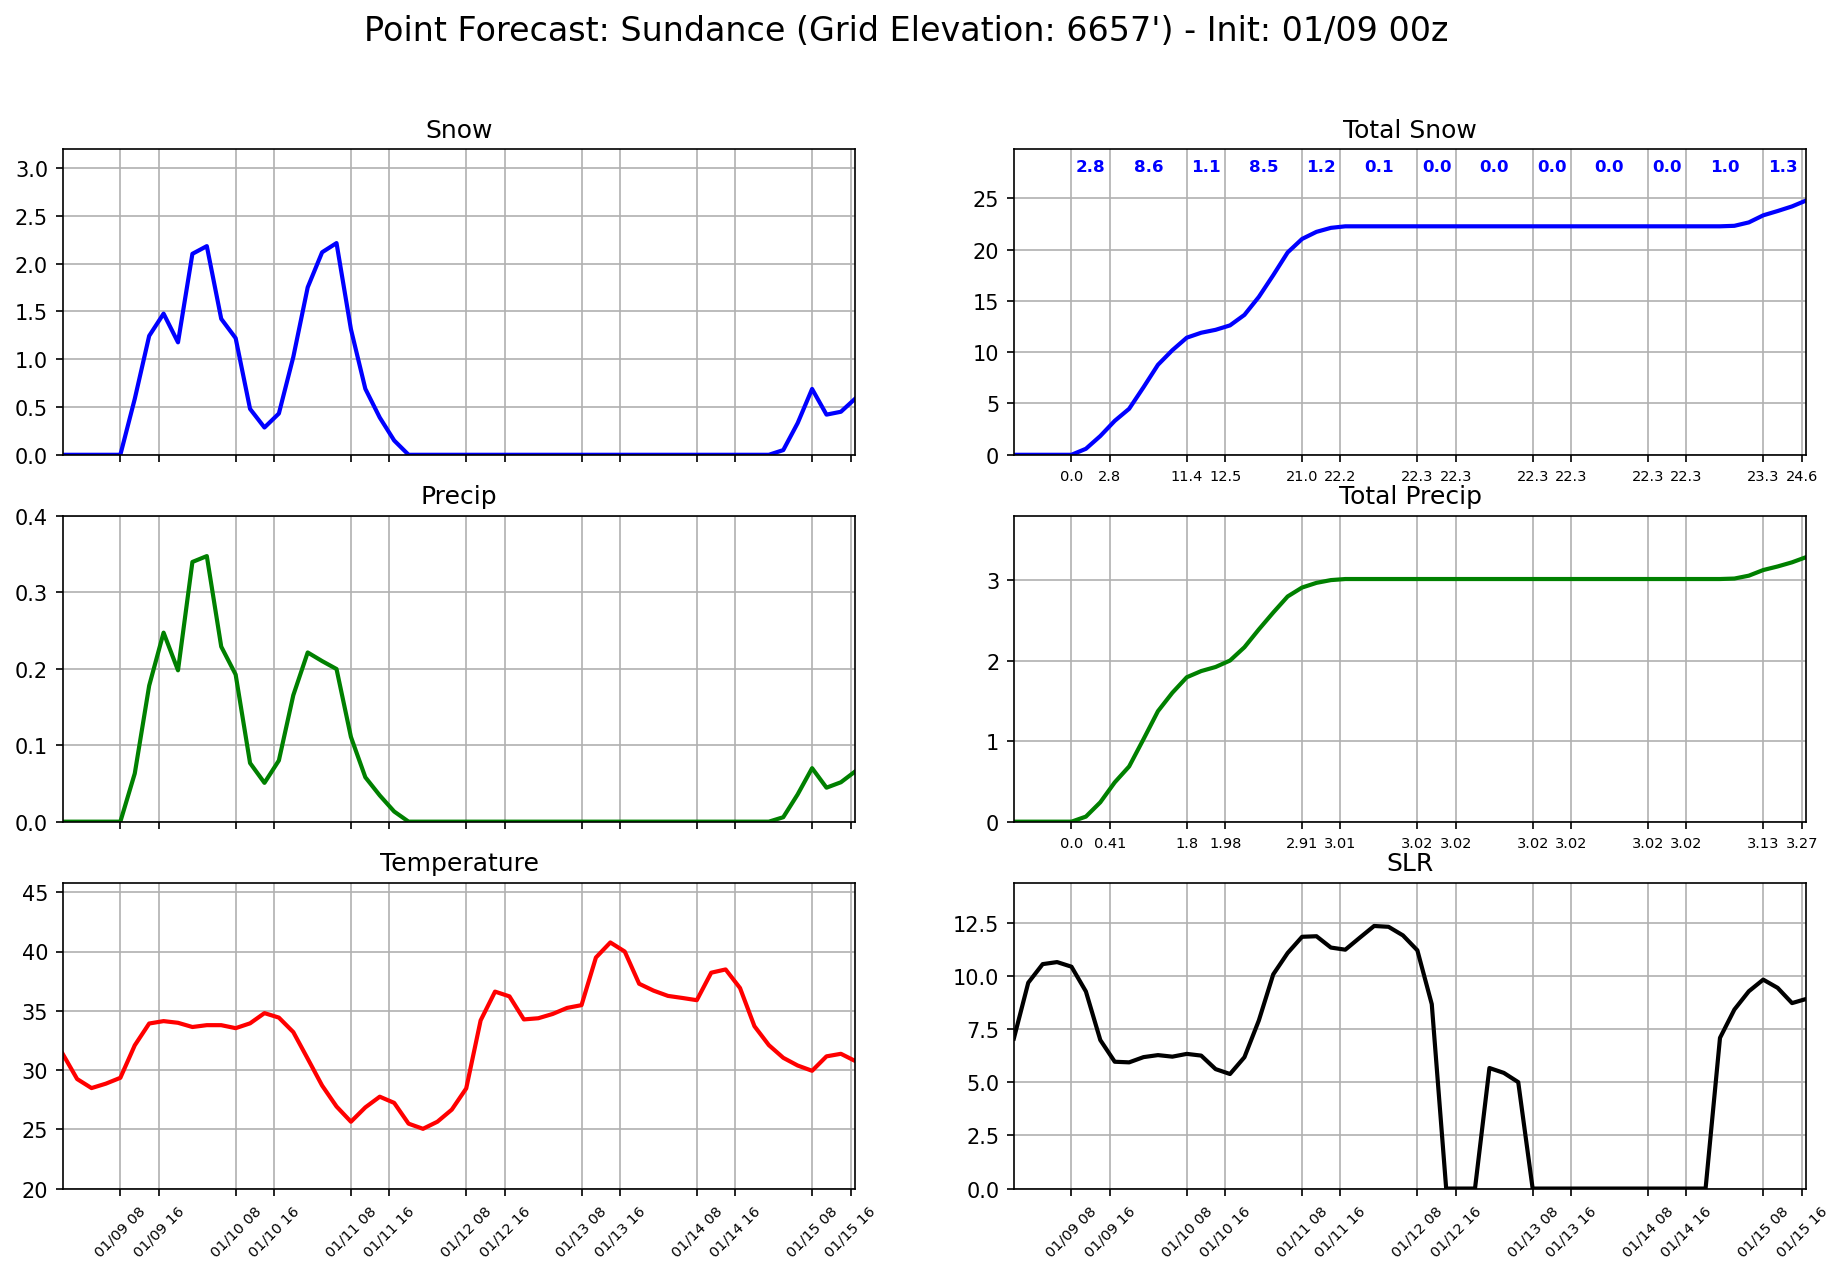 Point Forecast: Sundance (Grid Elevation: 6657') - Init: 01/09 00z
Snow
3.0
2.5
2.0
1.5
1.0
0.5
0.0
Total Snow
2.8 8.6 1.1 8.5 1.2 0.1 0.0 0.0 0.0 0.0 0.0 1.0 1.3
25
20
15
10
5
0
0.0 2.8 11.4 12.5 21.0 22.2 22.3 22.3 22.3 22.3 22.3 22.3 23.3 24.6
Precip
0.4
0.3
0.2
0.1
0.0
Total Precip
3
2
1
0
0.0 0.41 1.8 1.98 2.91 3.01 3.02 3.02 3.02 3.02 3.02 3.02 3.13 3.27
Temperature
45
40
35
30
25
20
01/09 08 01/09 16 01/10 08 01/10 16 01/11 08 01/11 16 01/12 08 01/12 16 01/13 08 01/13 16 01/14 08 01/14 16 01/15 08 01/15 16
SLR
12.5
10.0
7.5
5.0
2.5
0.0
01/09 08 01/09 16 01/10 08 01/10 16 01/11 08 01/11 16 01/12 08 01/12 16 01/13 08 01/13 16 01/14 08 01/14 16 01/15 08 01/15 16